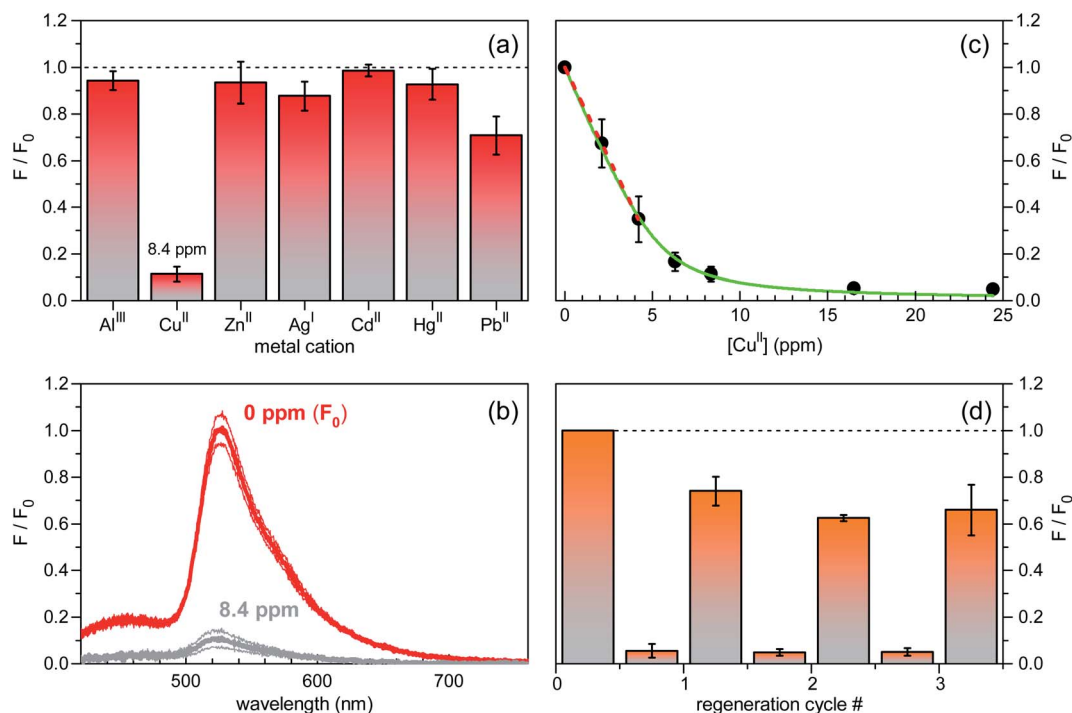 (a)
F / F₀
1.2
1.0
0.8
0.6
0.4
0.2
0.0
8.4 ppm
Alᴵᴵᴵ Cuᴵᴵ Znᴵᴵ Agᴵ Cdᴵᴵ Hgᴵᴵ Pbᴵᴵ
metal cation
(c)
1.2
1.0
0.8
0.6
0.4
0.2
0.0
F / F₀
0 5 10 15 20 25
[Cuᴵᴵ] (ppm)
(b)
F / F₀
1.2
1.0
0.8
0.6
0.4
0.2
0.0
0 ppm (F₀)
8.4 ppm
500 600 700
wavelength (nm)
(d)
1.2
1.0
0.8
0.6
0.4
0.2
0.0
F / F₀
0 1 2 3
regeneration cycle #